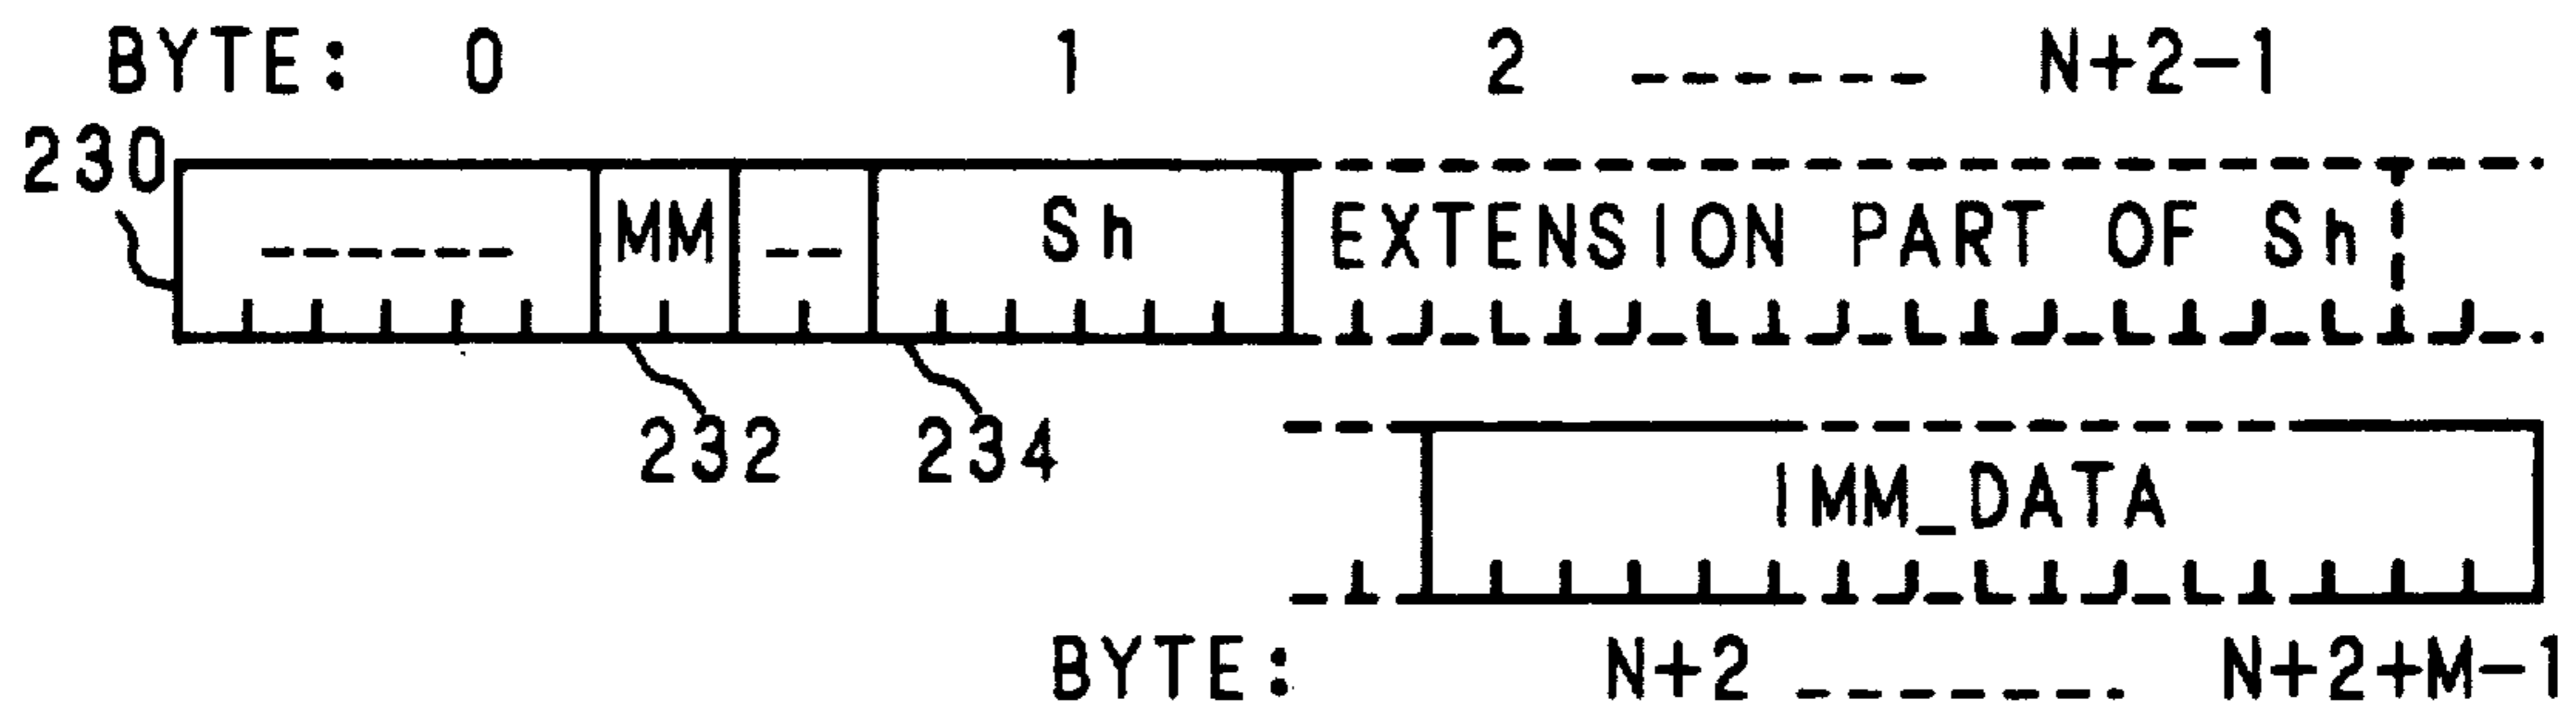 BYTE: 0 1 2 ------ N+2-1
230
------ MM -- Sh EXTENSION PART OF Sh
232 234
IMM_DATA
BYTE: N+2 ------- N+2+M-1